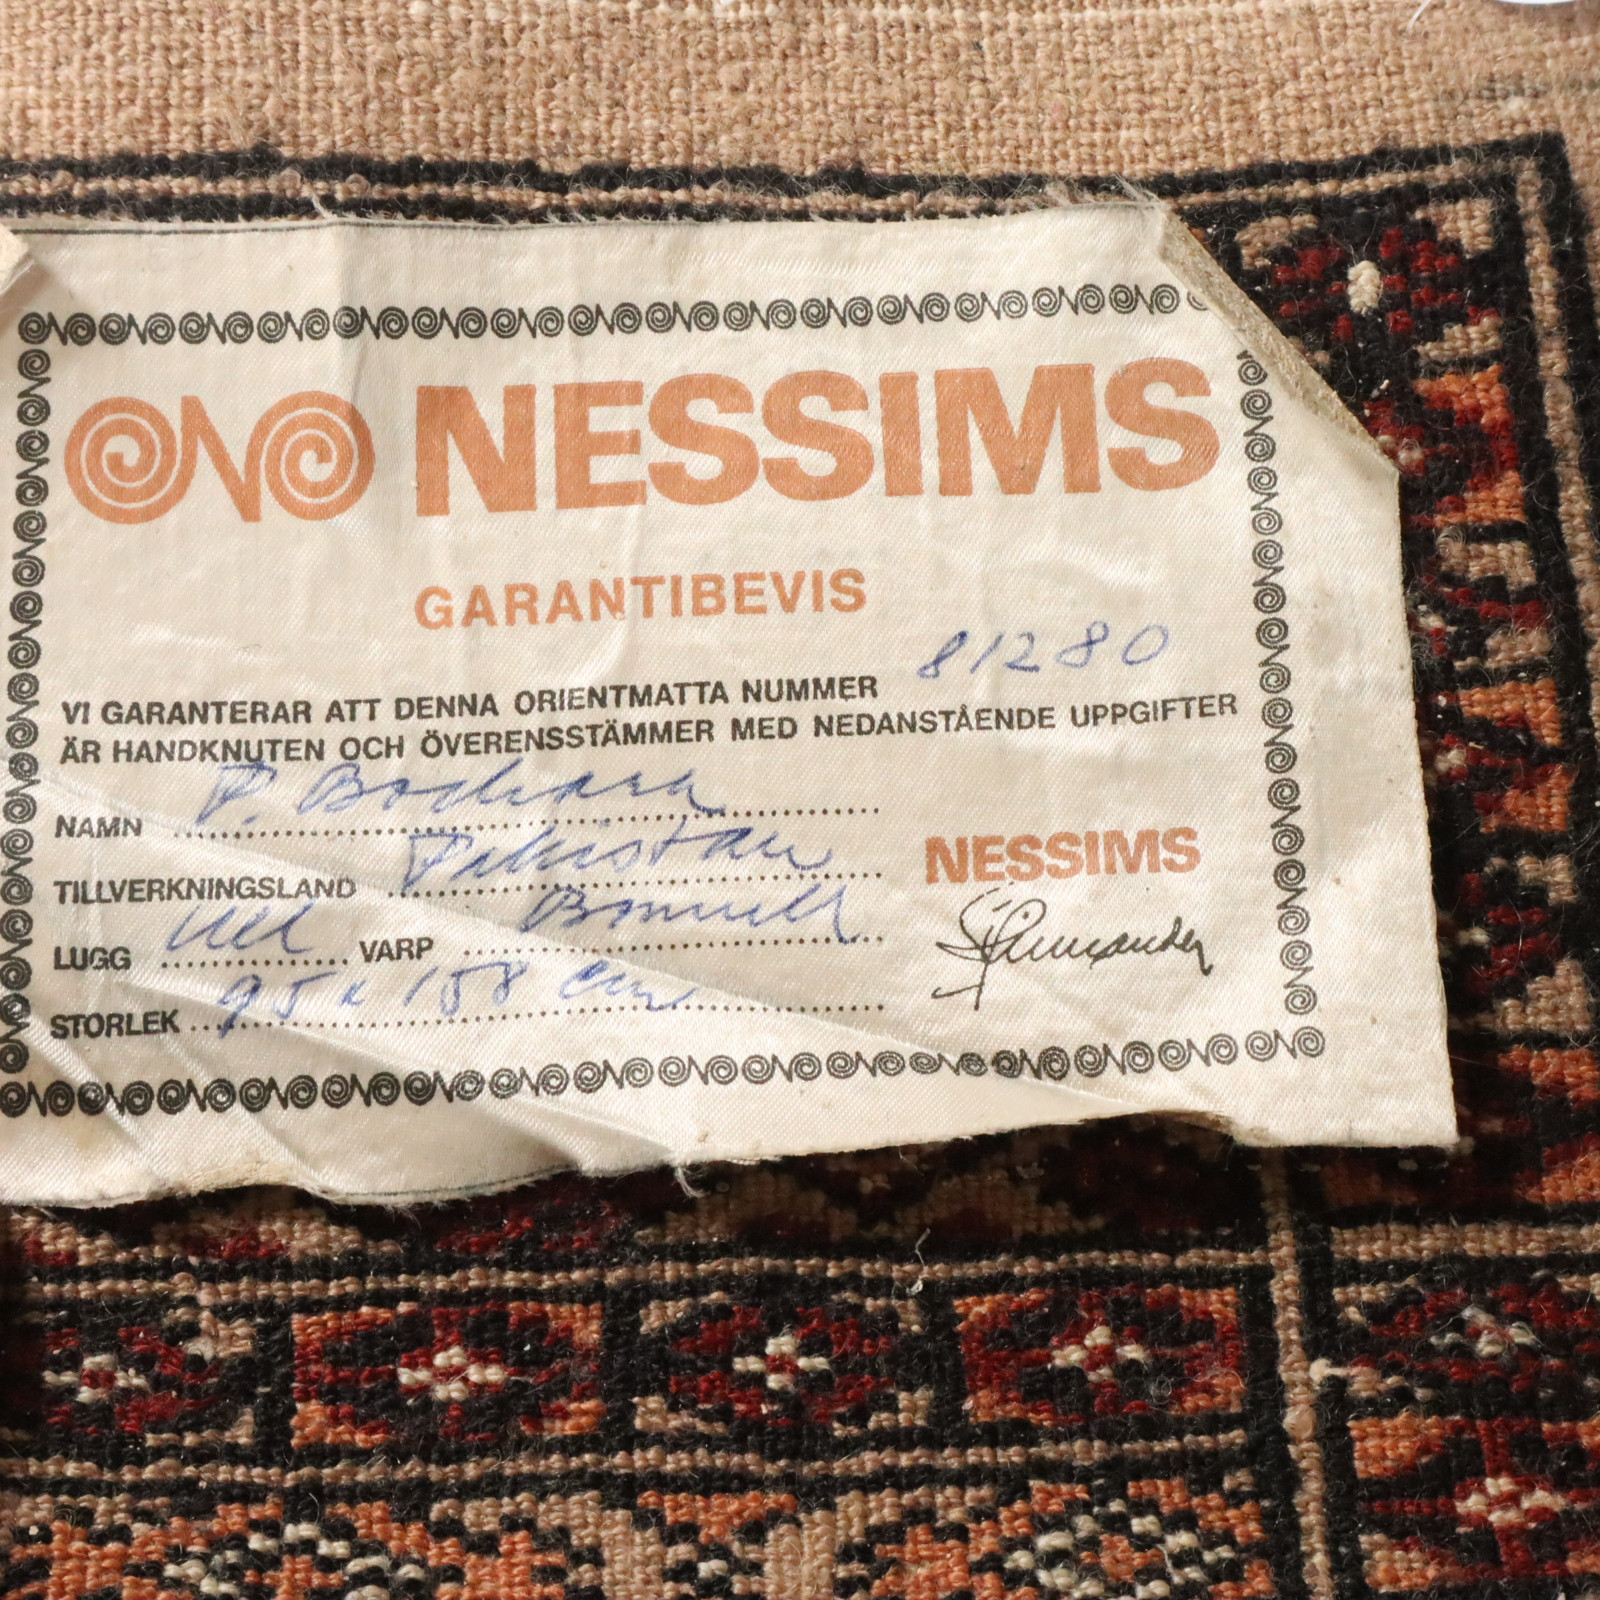 NESSIMS
GARANTIBEVIS
VI GARANTERAR ATT DENNA ORIENTMATTA NUMMER 81280
ÄR HANDKNUTEN OCH ÖVERENSSTÄMMER MED NEDANSTÅENDE UPPGIFTER
NAMN P. Bochara
TILLVERKNINGSLAND Pakistan
NESSIMS
LUGG Ull VARP Bomull
STORLEK 95 x 158 cm